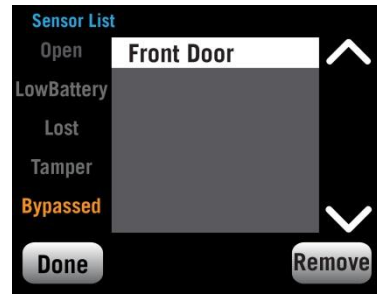 Sensor List
Open
Front Door
LowBattery
Lost
Tamper
Bypassed
Done
Remove